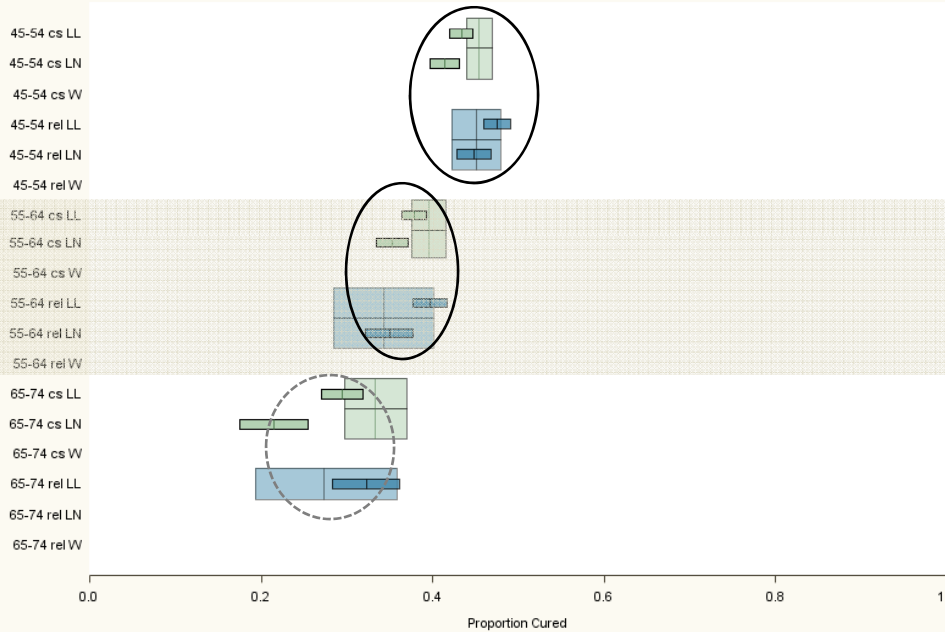 45-54 cs LL
45-54 cs LN
45-54 cs W
45-54 rel LL
45-54 rel LN
45-54 rel W
55-64 cs LL
55-64 cs LN
55-64 cs W
55-64 rel LL
55-64 rel LN
55-64 rel W
65-74 cs LL
65-74 cs LN
65-74 cs W
65-74 rel LL
65-74 rel LN
65-74 rel W
0.0 0.2 0.4 0.6 0.8 1
Proportion Cured